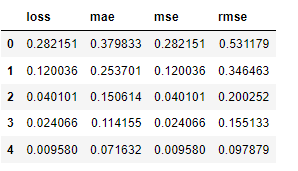 loss mae mse rmse
0 0.282151 0.379833 0.282151 0.531179
1 0.120036 0.253701 0.120036 0.346463
2 0.040101 0.150614 0.040101 0.200252
3 0.024066 0.114155 0.024066 0.155133
4 0.009580 0.071632 0.009580 0.097879